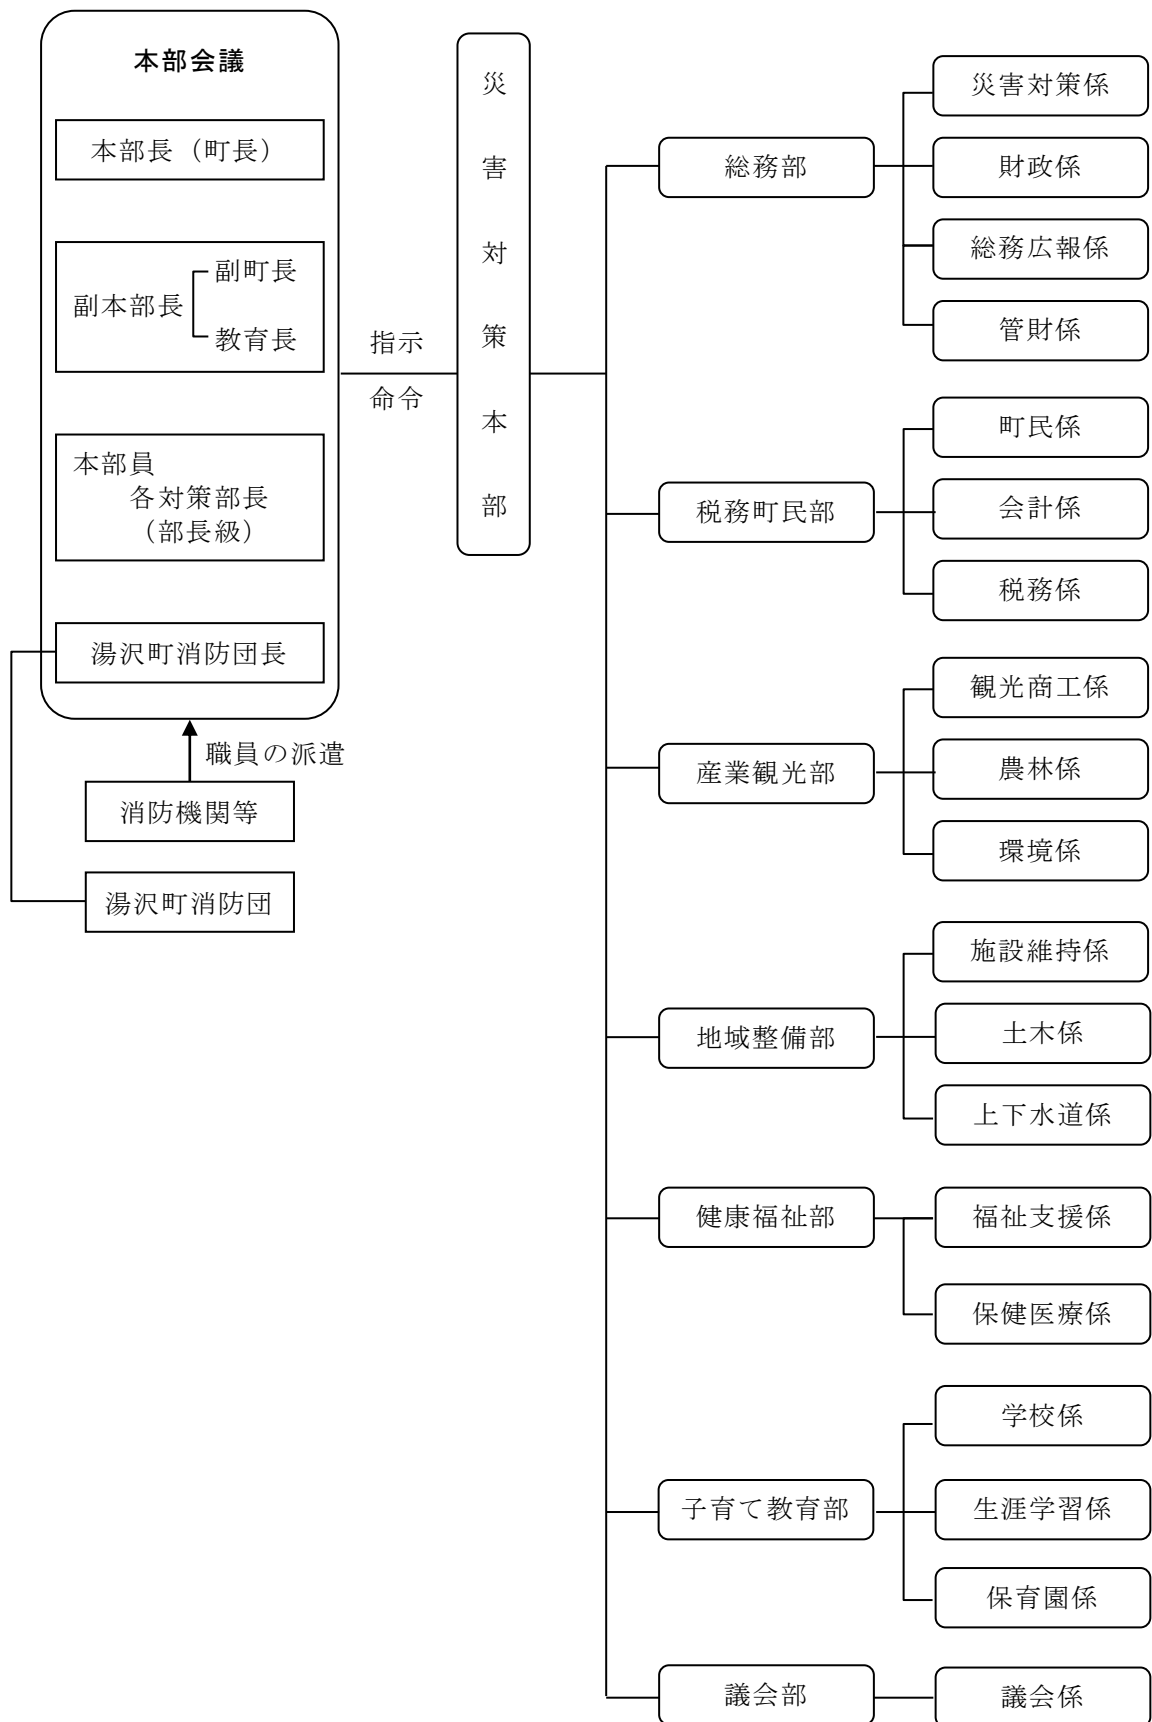 本部会議
本部長（町長）
副本部長
副町長
教育長
本部員
各対策部長
（部長級）
湯沢町消防団長
職員の派遣
消防機関等
湯沢町消防団
指示
命令
災害対策本部
総務部
災害対策係
財政係
総務広報係
管財係
税務町民部
町民係
会計係
税務係
産業観光部
観光商工係
農林係
環境係
地域整備部
施設維持係
土木係
上下水道係
健康福祉部
福祉支援係
保健医療係
子育て教育部
学校係
生涯学習係
保育園係
議会部
議会係